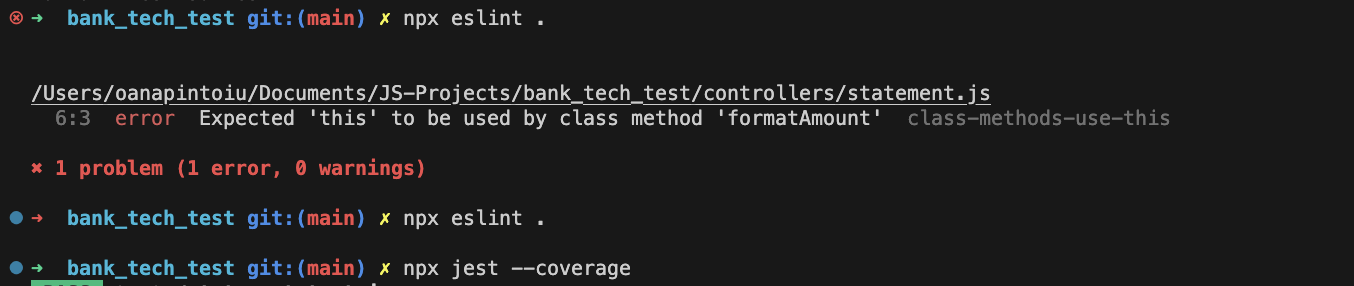 ➜ bank_tech_test git:(main) ✗ npx eslint .
/Users/oanapintoiu/Documents/JS-Projects/bank_tech_test/controllers/statement.js
6:3 error Expected 'this' to be used by class method 'formatAmount' class-methods-use-this
✖ 1 problem (1 error, 0 warnings)
➜ bank_tech_test git:(main) ✗ npx eslint .
➜ bank_tech_test git:(main) ✗ npx jest --coverage